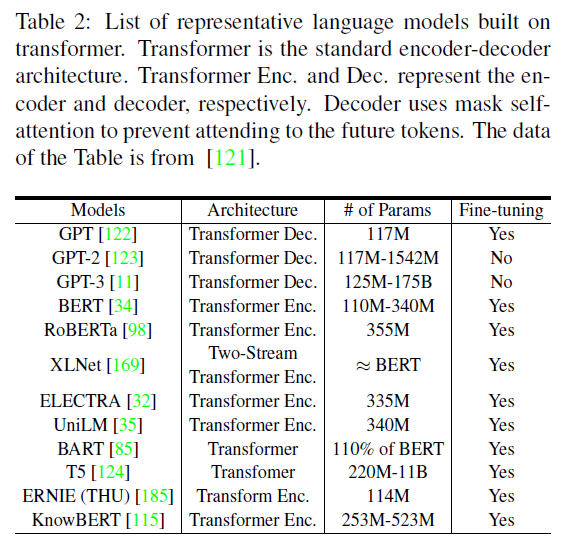 Table 2: List of representative language models built on
transformer. Transformer is the standard encoder-decoder
architecture. Transformer Enc. and Dec. represent the en-
coder and decoder, respectively. Decoder uses mask self-
attention to prevent attending to the future tokens. The data
of the Table is from [121].
Models Architecture # of Params Fine-tuning
GPT [122] Transformer Dec. 117M Yes
GPT-2 [123] Transformer Dec. 117M-1542M No
GPT-3 [11] Transformer Dec. 125M-175B No
BERT [34] Transformer Enc. 110M-340M Yes
RoBERTa [98] Transformer Enc. 355M Yes
XLNet [169] Two-Stream Transformer Enc. ≈ BERT Yes
ELECTRA [32] Transformer Enc. 335M Yes
UniLM [35] Transformer Enc. 340M Yes
BART [85] Transformer 110% of BERT Yes
T5 [124] Transfomer 220M-11B Yes
ERNIE (THU) [185] Transform Enc. 114M Yes
KnowBERT [115] Transformer Enc. 253M-523M Yes